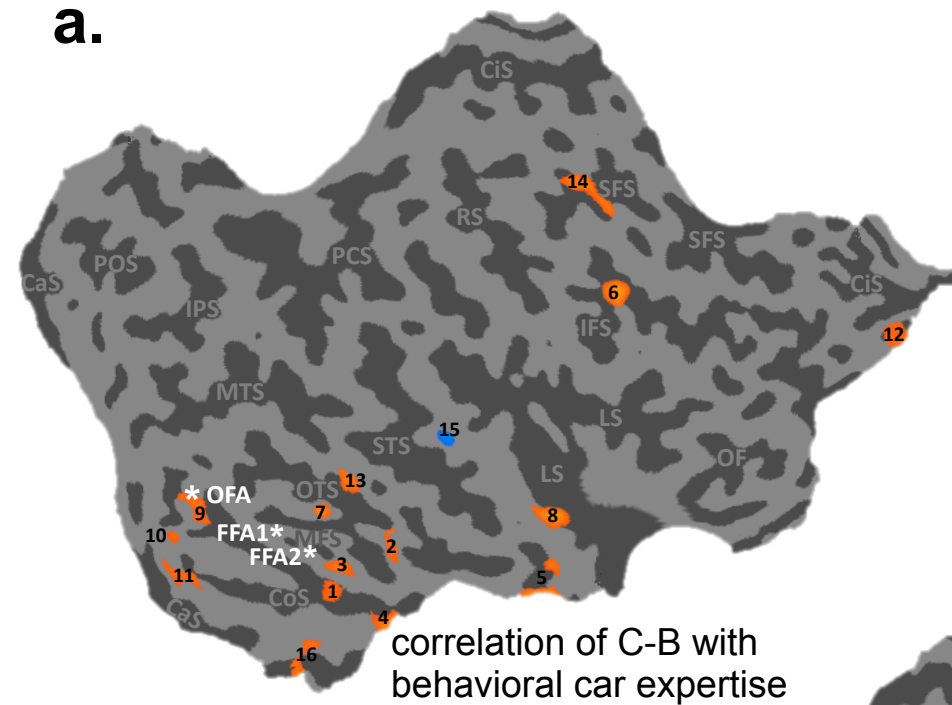 a.
CiS
14 SFS
RS
SFS
PCS
POS
CaS
CiS
6
IPS
IFS
12
MTS
LS
15
STS
OF
LS
13
OTS
* OFA
9
7
8
10
FFA1*
MFS
2
FFA2*
3
11
5
1
CoS
CaS
4
16
correlation of C-B with
behavioral car expertise